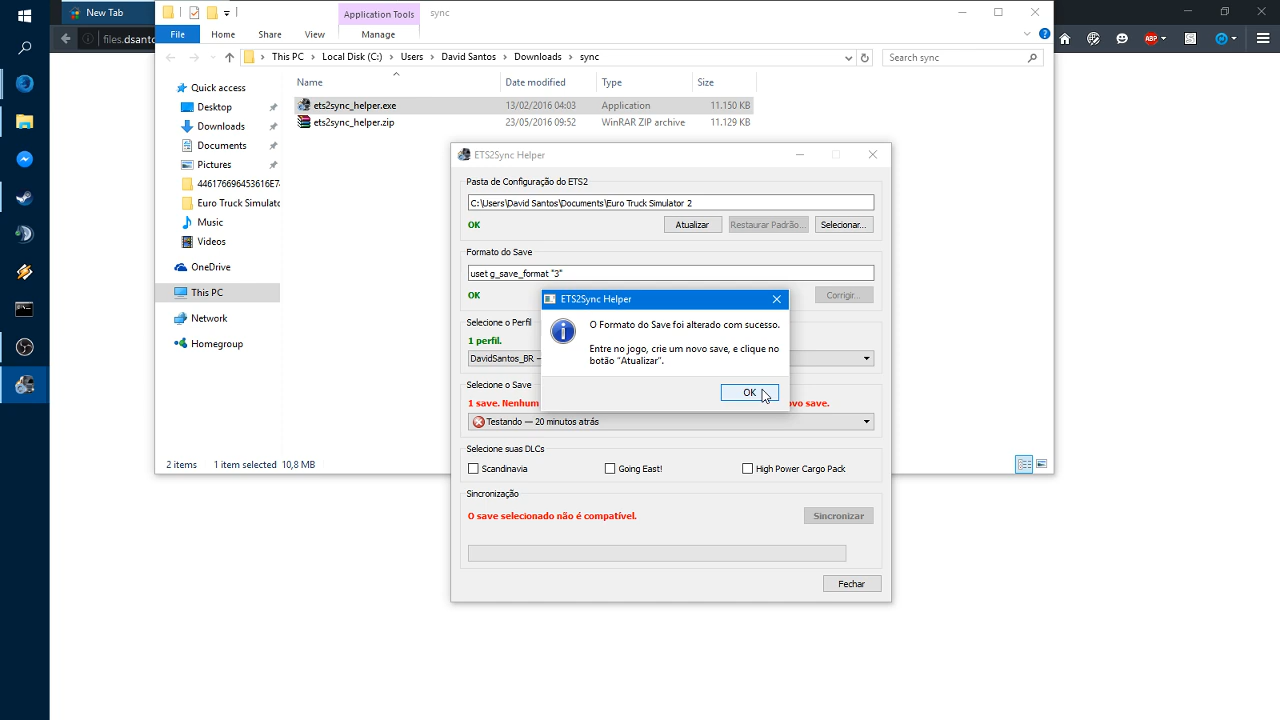 New Tab
files.dsanto
Application Tools
sync
File
Home
Share
View
Manage
This PC
Local Disk (C:)
Users
David Santos
Downloads
sync
Search sync
Name
Date modified
Type
Size
ets2sync_helper.exe
13/02/2016 04:03
Application
11.150 KB
ets2sync_helper.zip
23/05/2016 09:52
WinRAR ZIP archive
11.129 KB
Quick access
Desktop
Downloads
Documents
Pictures
446176696453616E74
Euro Truck Simulato
Music
Videos
OneDrive
This PC
Network
Homegroup
2 items
1 item selected 10,8 MB
ETS2Sync Helper
Pasta de Configuração do ETS2
C:\Users\David Santos\Documents\Euro Truck Simulator 2
OK
Atualizar
Restaurar Padrão...
Selecionar...
Formato do Save
uset g_save_format "3"
OK
Corrigir...
Selecione o Perfil
1 perfil.
DavidSantos_BR —
ETS2Sync Helper
O Formato do Save foi alterado com sucesso.
Entre no jogo, crie um novo save, e clique no
botão "Atualizar".
OK
Selecione o Save
1 save. Nenhum
ovo save.
Testando — 20 minutos atrás
Selecione suas DLCs
Scandinavia
Going East!
High Power Cargo Pack
Sincronização
O save selecionado não é compatível.
Sincronizar
Fechar
ABP